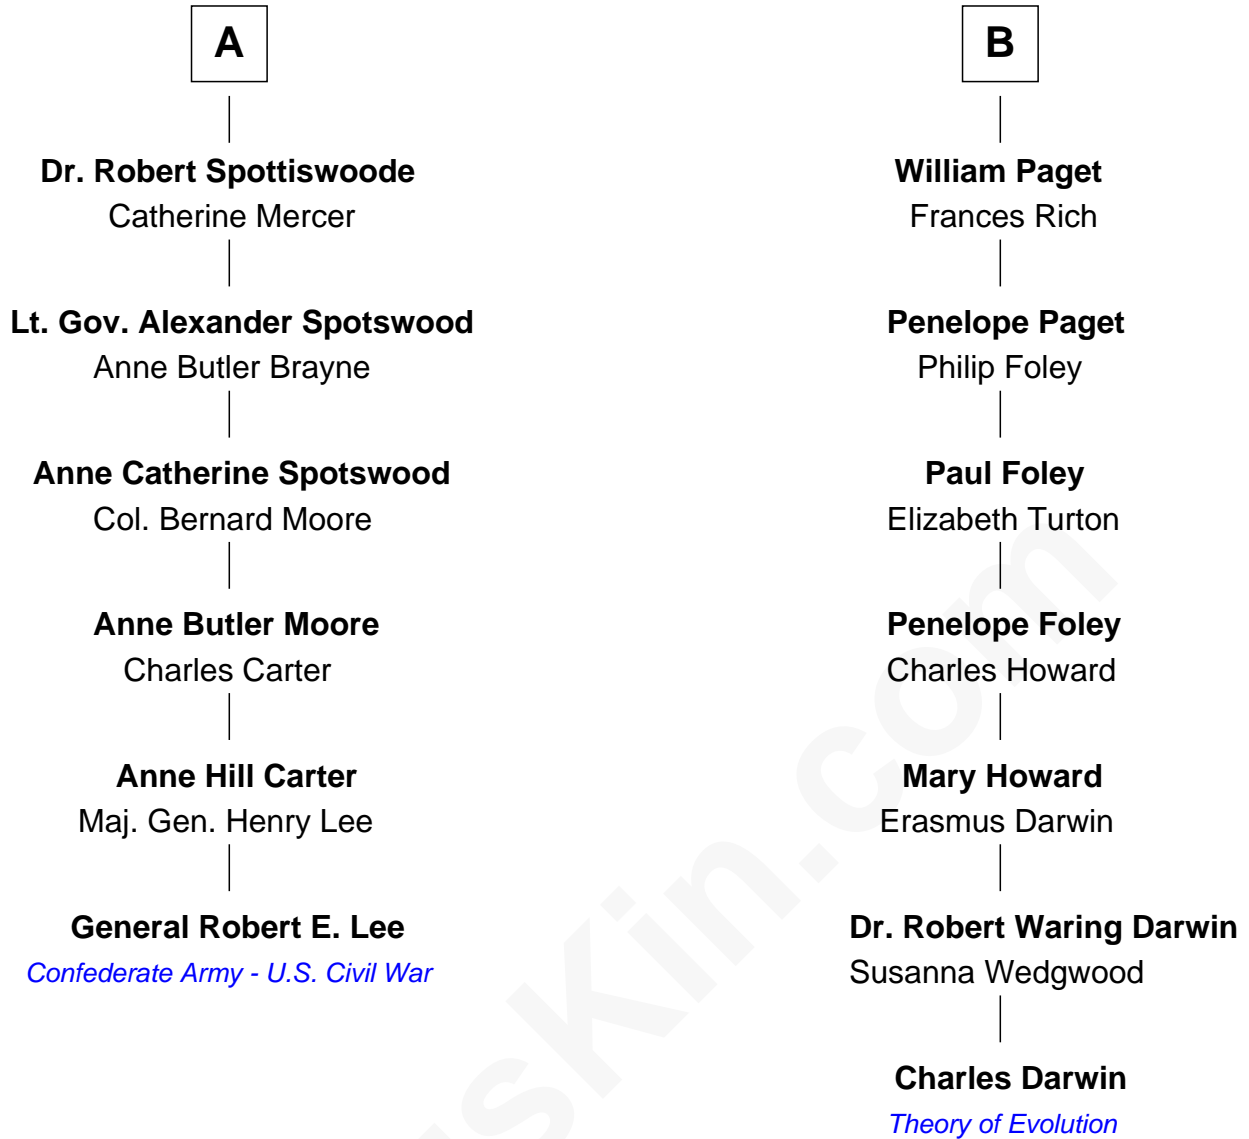 A
Dr. Robert Spottiswoode
Catherine Mercer
Lt. Gov. Alexander Spotswood
Anne Butler Brayne
Anne Catherine Spotswood
Col. Bernard Moore
Anne Butler Moore
Charles Carter
Anne Hill Carter
Maj. Gen. Henry Lee
General Robert E. Lee
Confederate Army - U.S. Civil War
B
William Paget
Frances Rich
Penelope Paget
Philip Foley
Paul Foley
Elizabeth Turton
Penelope Foley
Charles Howard
Mary Howard
Erasmus Darwin
Dr. Robert Waring Darwin
Susanna Wedgwood
Charles Darwin
Theory of Evolution
sKin.com